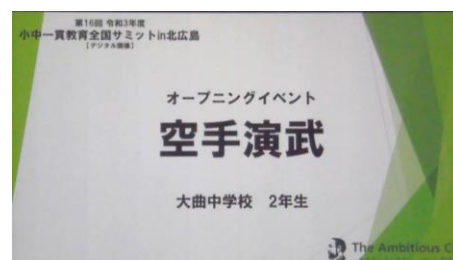 第16回 令和3年度
小中一貫教育全国サミットin北広島
【デジタル開催】
オープニングイベント
空手演武
大曲中学校 2年生
The Ambitious C